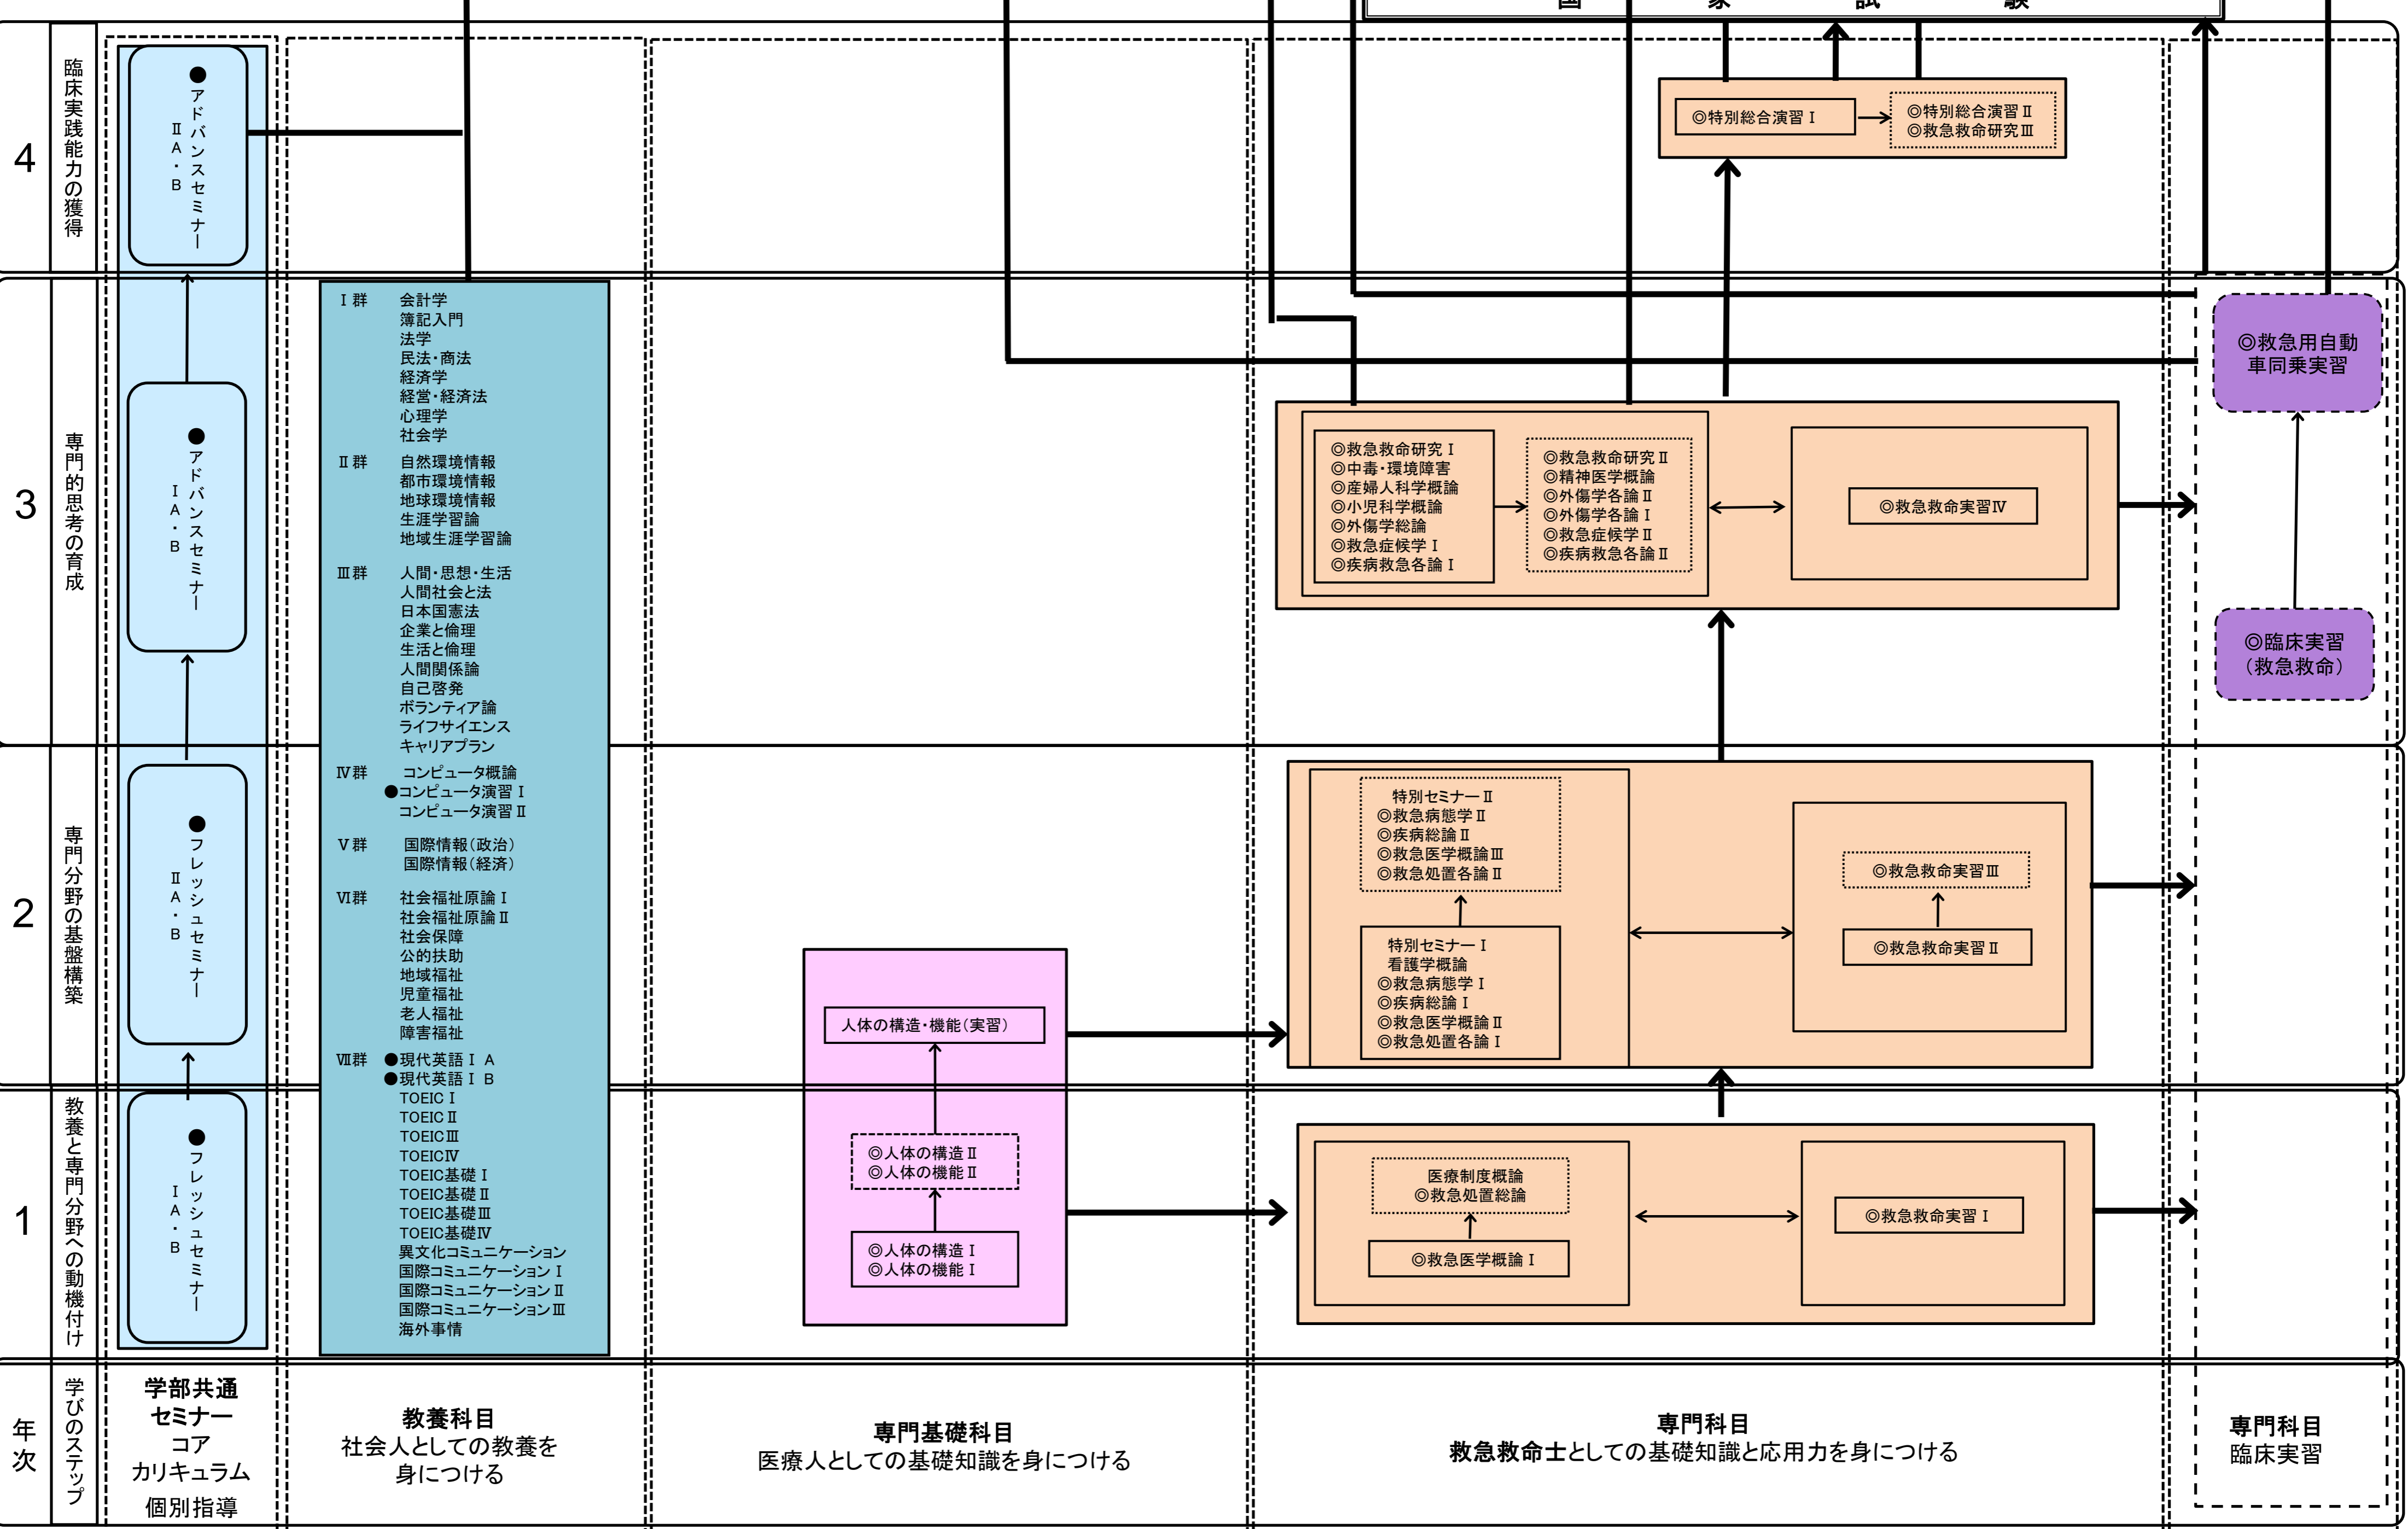 国家試験
4
臨床実践能力の獲得
●アドバンスセミナー
ⅡA・B
◎特別総合演習Ⅰ
◎特別総合演習Ⅱ
◎救急救命研究Ⅲ
3
専門的思考の育成
●アドバンスセミナー
ⅠA・B
Ⅰ群 会計学
簿記入門
法学
民法・商法
経済学
経営・経済法
心理学
社会学
Ⅱ群 自然環境情報
都市環境情報
地球環境情報
生涯学習論
地域生涯学習論
Ⅲ群 人間・思想・生活
人間社会と法
日本国憲法
企業と倫理
生活と倫理
人間関係論
自己啓発
ボランティア論
ライフサイエンス
キャリアプラン
Ⅳ群 コンピュータ概論
●コンピュータ演習Ⅰ
コンピュータ演習Ⅱ
Ⅴ群 国際情報(政治)
国際情報(経済)
Ⅵ群 社会福祉原論Ⅰ
社会福祉原論Ⅱ
社会保障
公的扶助
地域福祉
児童福祉
老人福祉
障害福祉
Ⅶ群 ●現代英語Ⅰ A
●現代英語Ⅰ B
TOEICⅠ
TOEICⅡ
TOEICⅢ
TOEICⅣ
TOEIC基礎Ⅰ
TOEIC基礎Ⅱ
TOEIC基礎Ⅲ
TOEIC基礎Ⅳ
異文化コミュニケーション
国際コミュニケーションⅠ
国際コミュニケーションⅡ
国際コミュニケーションⅢ
海外事情
◎救急救命研究Ⅰ
◎中毒・環境障害
◎産婦人科学概論
◎小児科学概論
◎外傷学総論
◎救急症候学Ⅰ
◎疾病救急各論Ⅰ
◎救急救命研究Ⅱ
◎精神医学概論
◎外傷学各論Ⅱ
◎外傷学各論Ⅰ
◎救急症候学Ⅱ
◎疾病救急各論Ⅱ
◎救急救命実習Ⅳ
◎救急用自動
車同乗実習
◎臨床実習
(救急救命)
2
専門分野の基盤構築
●フレッシュセミナー
ⅡA・B
人体の構造・機能(実習)
特別セミナーⅡ
◎救急病態学Ⅱ
◎疾病総論Ⅱ
◎救急医学概論Ⅲ
◎救急処置各論Ⅱ
特別セミナーⅠ
看護学概論
◎救急病態学Ⅰ
◎疾病総論Ⅰ
◎救急医学概論Ⅱ
◎救急処置各論Ⅰ
◎救急救命実習Ⅲ
◎救急救命実習Ⅱ
1
教養と専門分野への動機付け
●フレッシュセミナー
ⅠA・B
◎人体の構造Ⅱ
◎人体の機能Ⅱ
◎人体の構造Ⅰ
◎人体の機能Ⅰ
医療制度概論
◎救急処置総論
◎救急医学概論Ⅰ
◎救急救命実習Ⅰ
年次
学びのステップ
学部共通
セミナー
コア
カリキュラム
個別指導
教養科目
社会人としての教養を
身につける
専門基礎科目
医療人としての基礎知識を身につける
専門科目
救急救命士としての基礎知識と応用力を身につける
専門科目
臨床実習